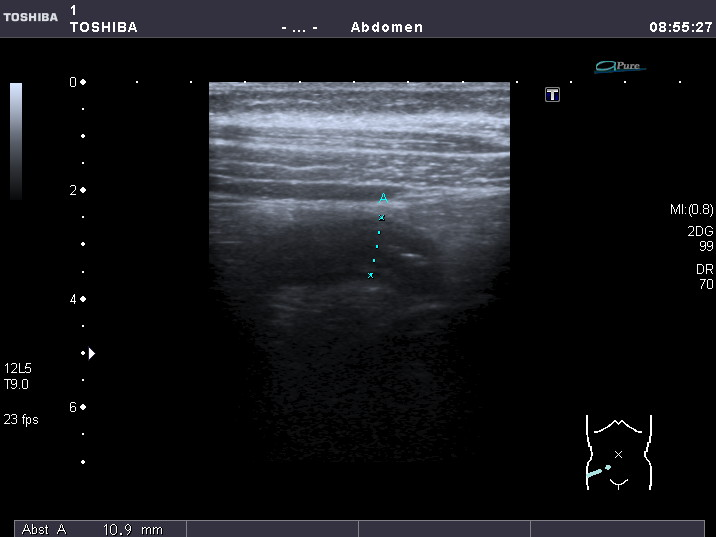 TOSHIBA
1
TOSHIBA - ... - Abdomen 08:55:27
aPure
T
0
2
4
6
A
MI:(0.8)
2DG
99
DR
70
12L5
T9.0
23 fps
Abst A 10.9 mm